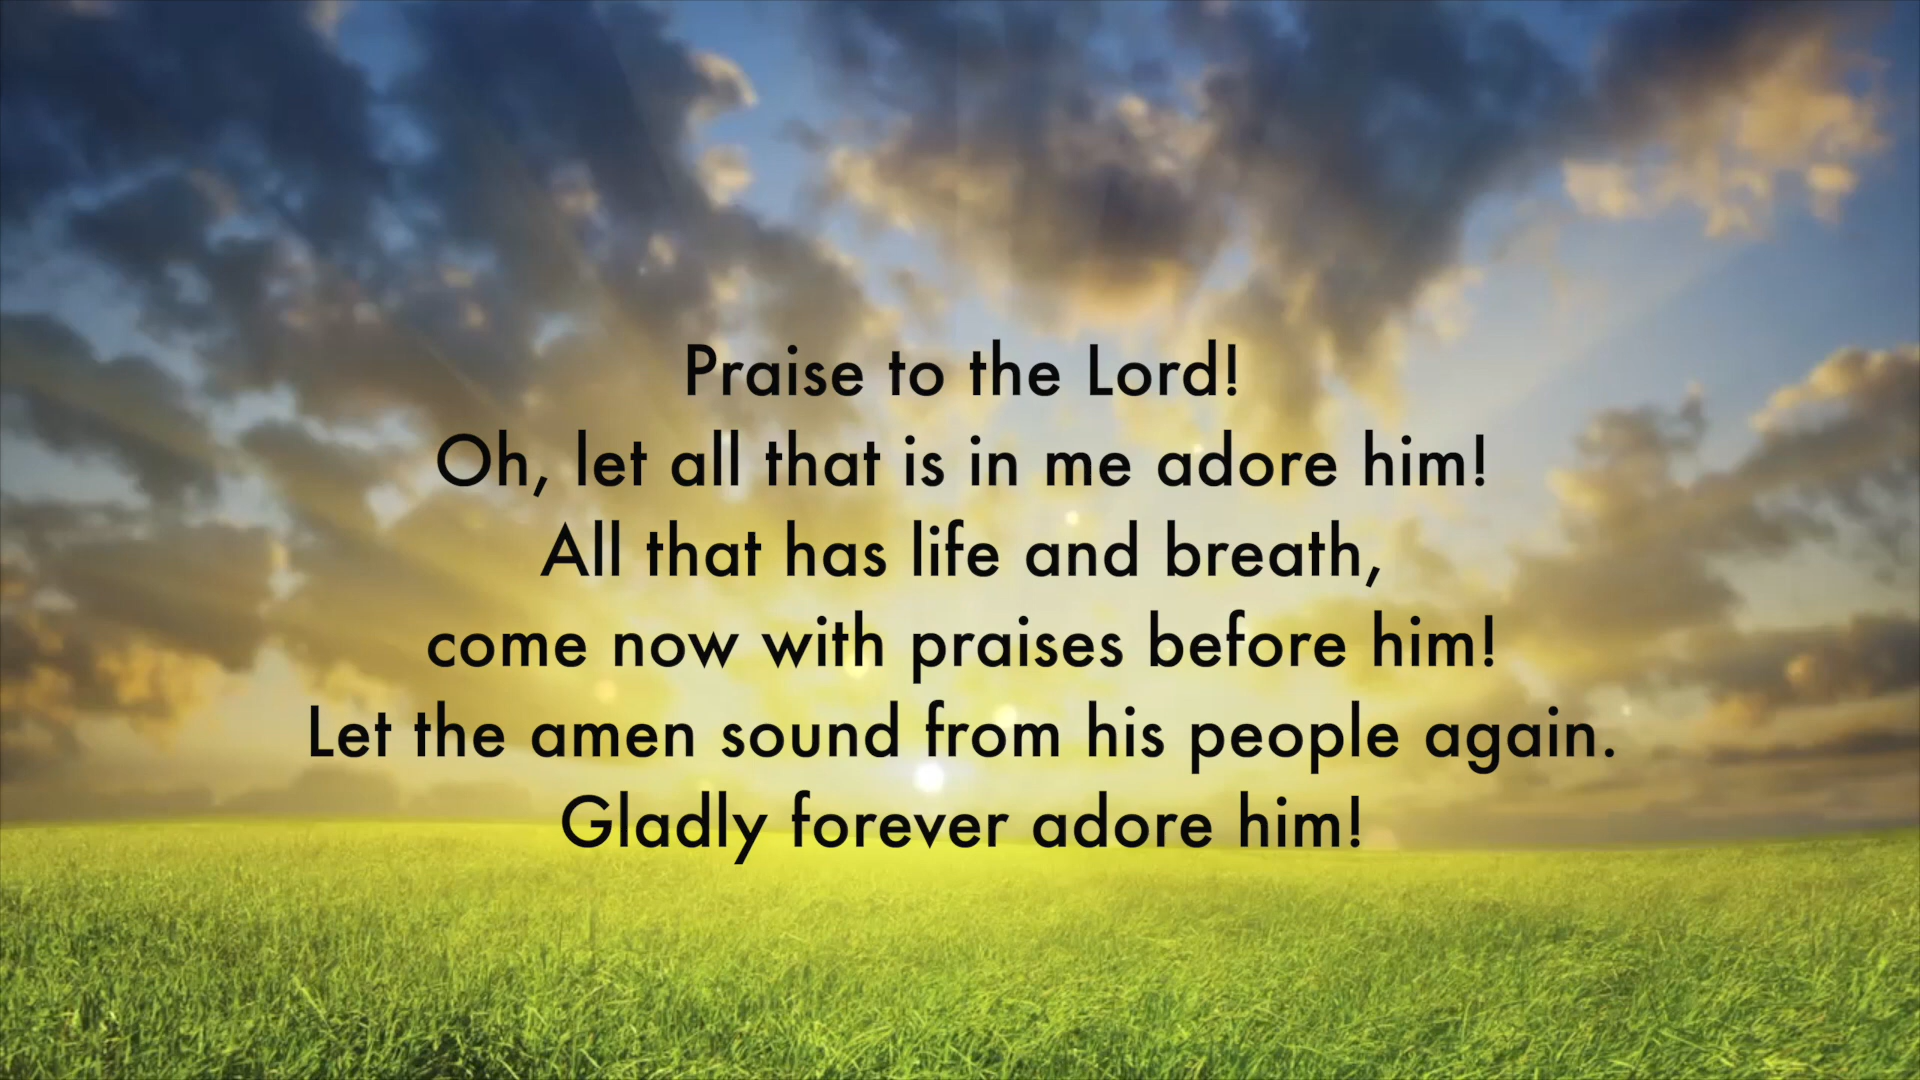 Praise to the Lord!
Oh, let all that is in me adore him!
All that has life and breath,
come now with praises before him!
Let the amen sound from his people again.
Gladly forever adore him!